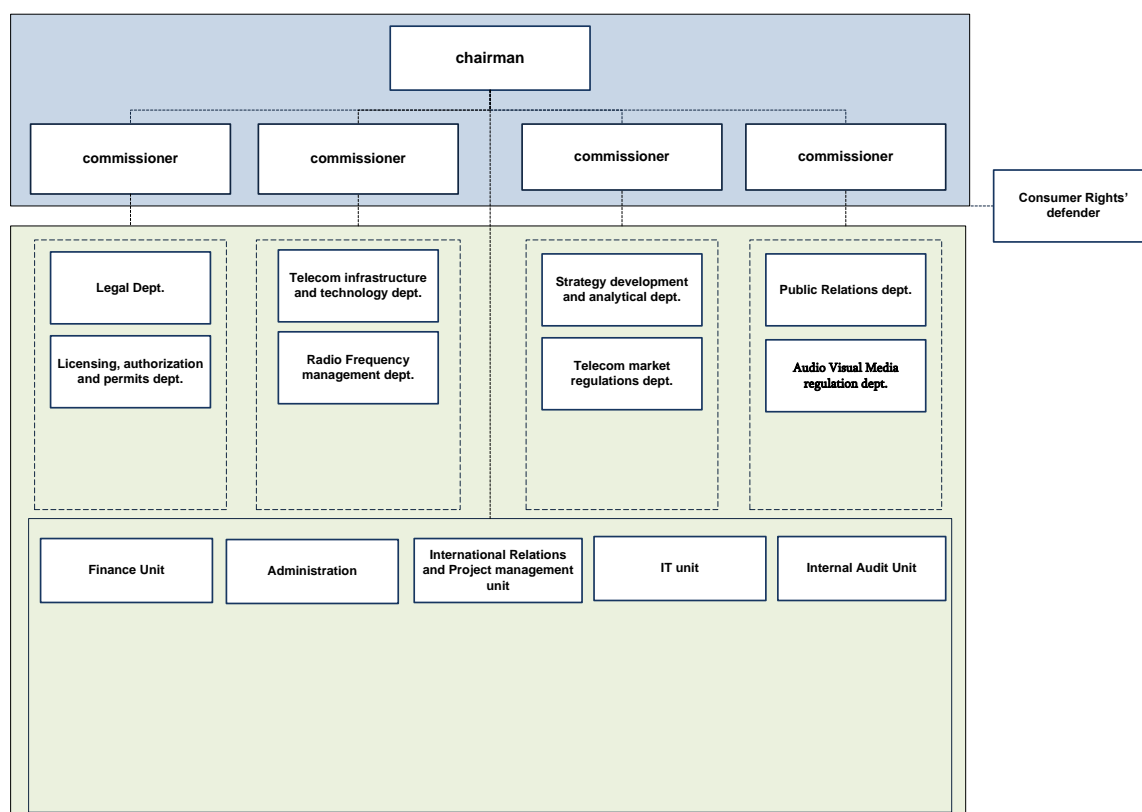 chairman
commissioner
commissioner
commissioner
commissioner
Consumer Rights'
defender
Legal Dept.
Telecom infrastructure
and technology dept.
Strategy development
and analytical dept.
Public Relations dept.
Licensing, authorization
and permits dept.
Radio Frequency
management dept.
Telecom market
regulations dept.
Audio Visual Media
regulation dept.
Finance Unit
Administration
International Relations
and Project management
unit
IT unit
Internal Audit Unit